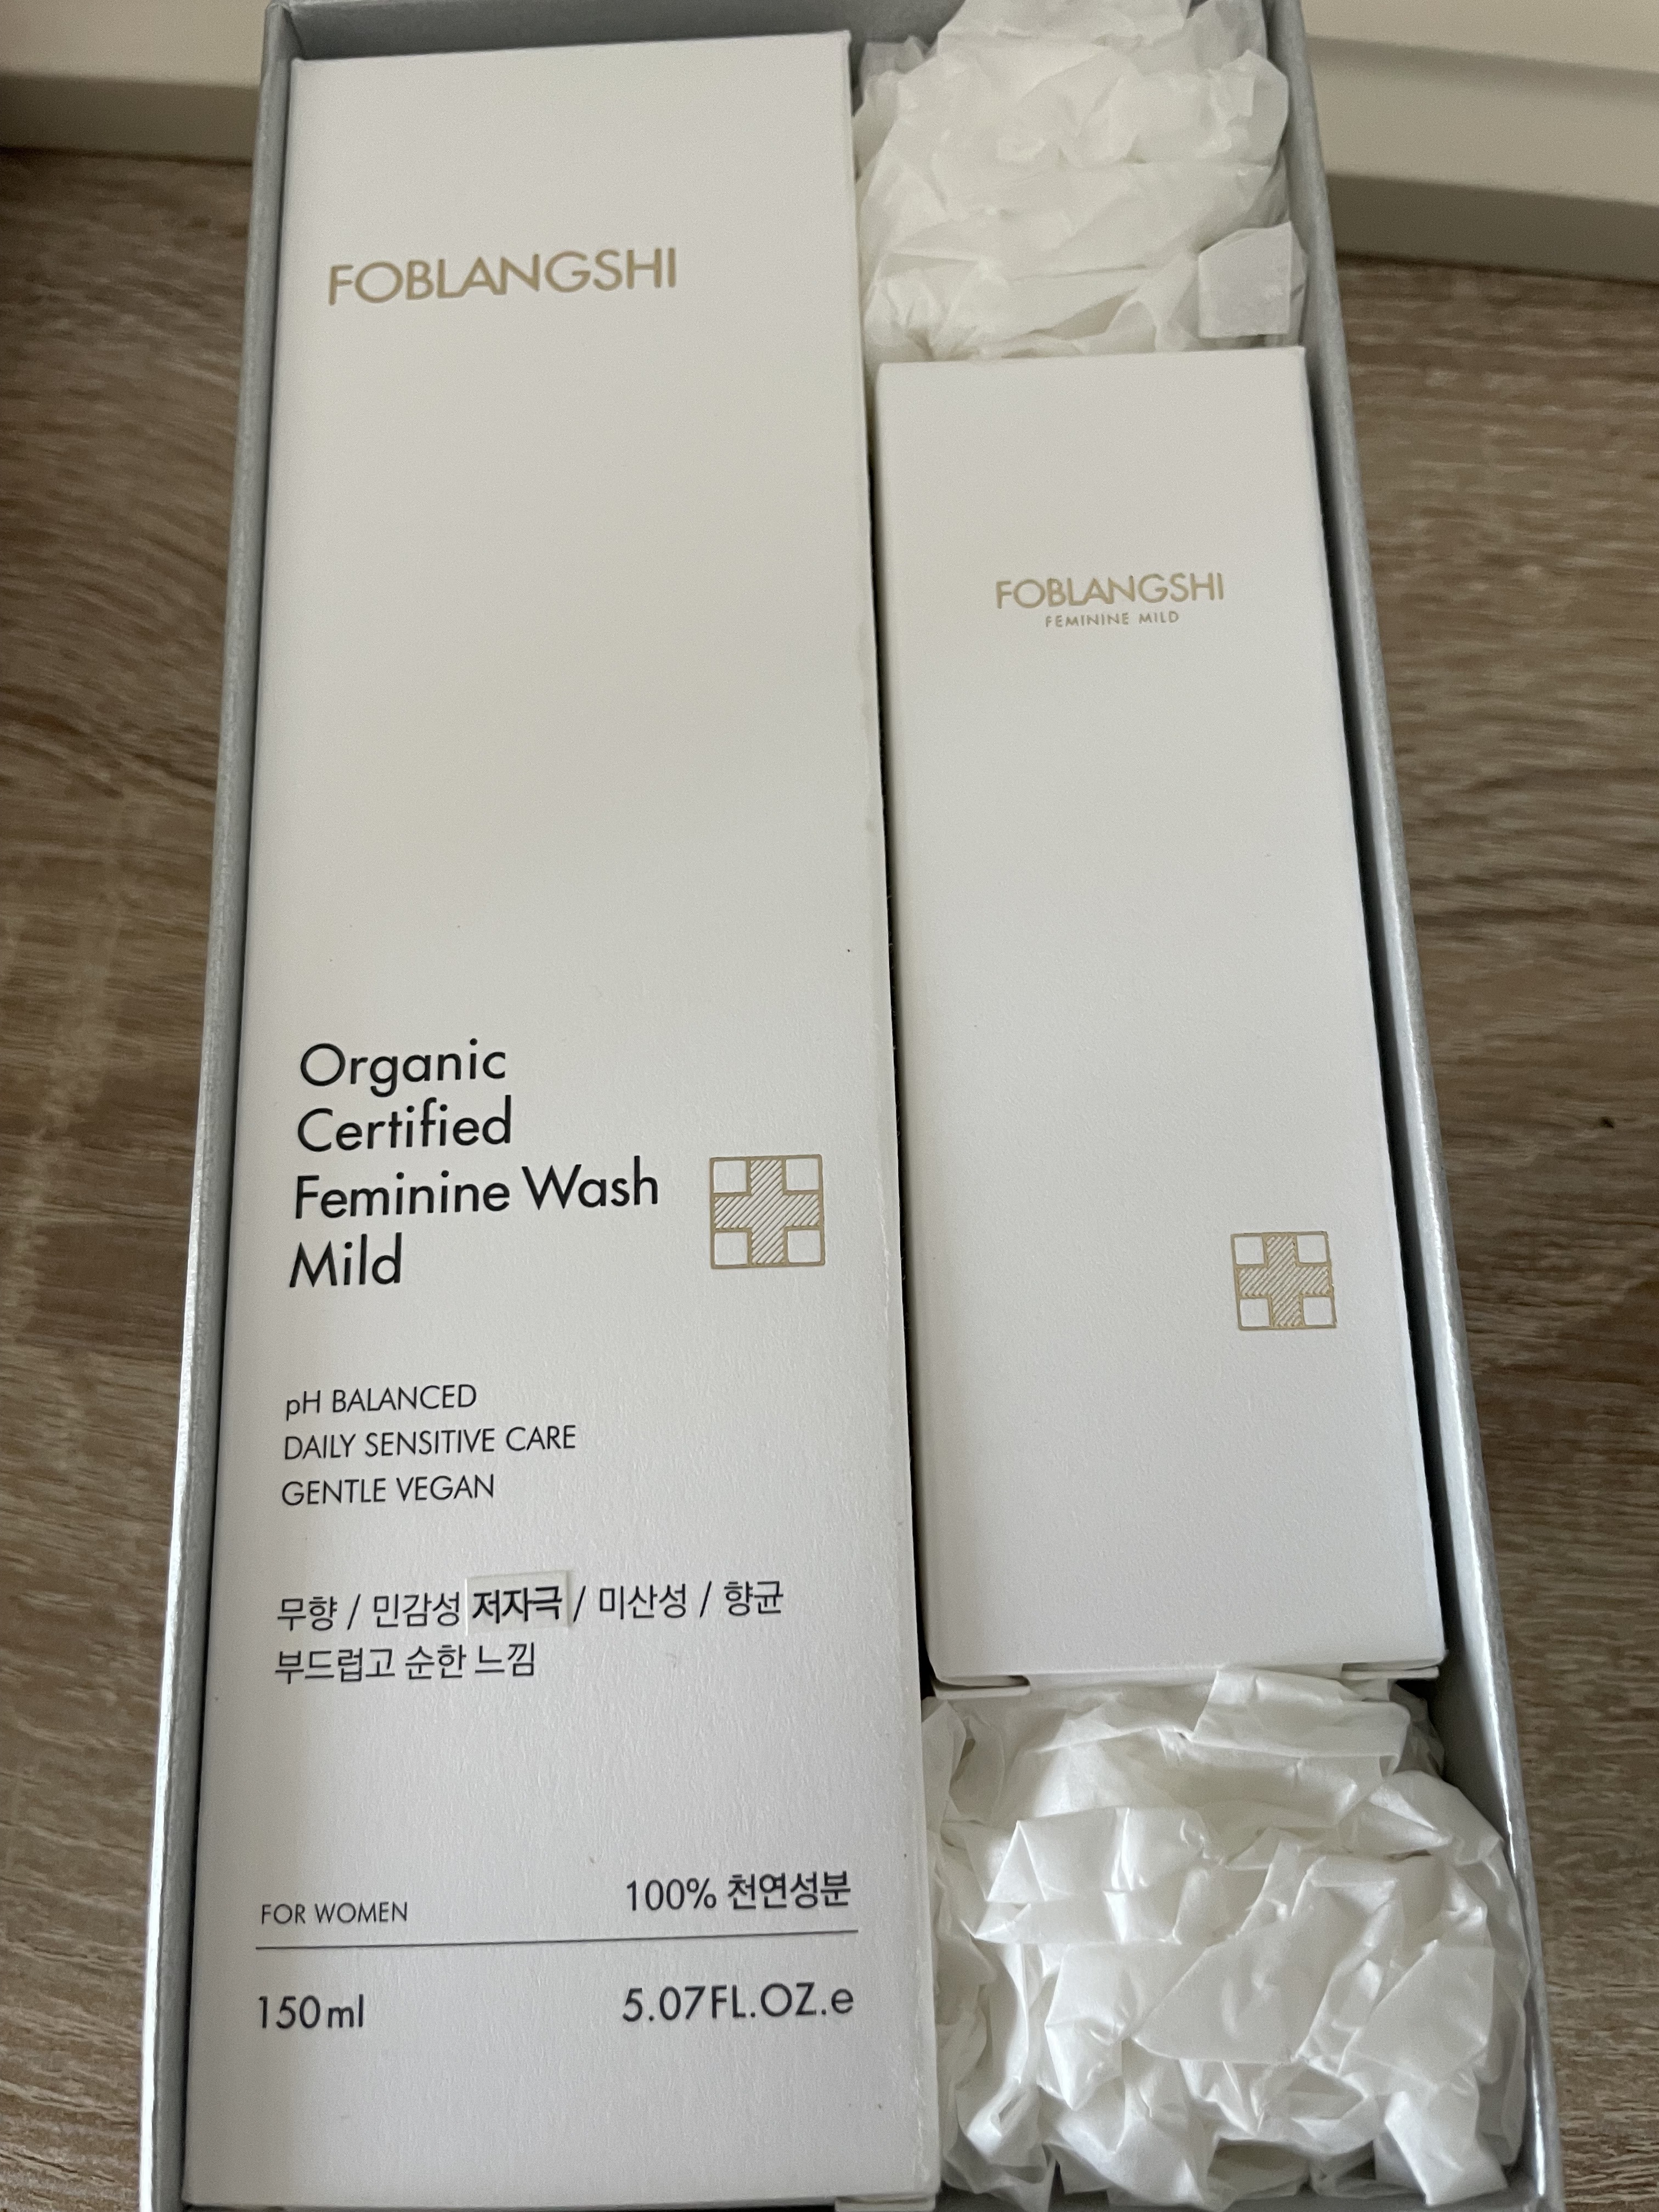 FOBLANGSHI
Organic
Certified
Feminine Wash
Mild
pH BALANCED
DAILY SENSITIVE CARE
GENTLE VEGAN
무향 / 민감성 저자극 / 미산성 / 향균
부드럽고 순한 느낌
FOR WOMEN
100% 천연성분
150ml
5.07FL.OZ.e
FOBLANGSHI
FEMININE MILD